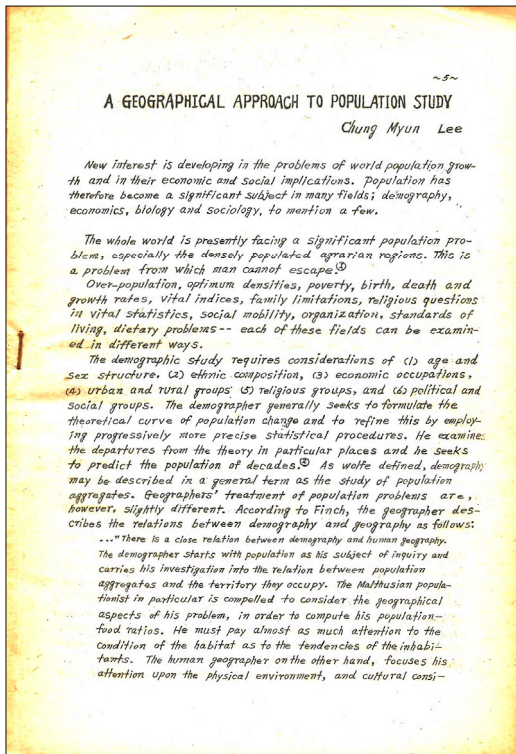 ~5~
A GEOGRAPHICAL APPROACH TO POPULATION STUDY
Chung Myun Lee
New interest is developing in the problems of world population grow-
th and in their economic and social implications. Population has
therefore become a significant subject in many fields; demography,
economics, biology and sociology, to mention a few.
The whole world is presently facing a significant population pro-
blem, especially the densely populated agrarian regions. This is
a problem from which man cannot escape.①
Over-population, optimum densities, poverty, birth, death and
growth rates, vital indices, family limitations, religious questions
in vital statistics, social mobility, organization, standards of
living, dietary problems-- each of these fields can be examin-
ed in different ways.
The demographic study requires considerations of (1) age and
sex structure, (2) ethnic composition, (3) economic occupations,
(4) urban and rural groups (5) religious groups, and (6) political and
social groups. The demographer generally seeks to formulate the
theoretical curve of population change and to refine this by employ-
ing progressively more precise statistical procedures. He examines
the departures from the theory in particular places and he seeks
to predict the population of decades.② As wolfe defined, demography
may be described in a general term as the study of population
aggregates. Geographers' treatment of population problems are,
however, slightly different. According to Finch, the geographer des-
cribes the relations between demography and geography as follows:
..."There is a close relation between demography and human geography.
The demographer starts with population as his subject of inquiry and
carries his investigation into the relation between population
aggregates and the territory they occupy. The Malthusian popula-
tionist in particular is compelled to consider the geographical
aspects of his problem, in order to compute his population-
food ratios. He must pay almost as much attention to the
condition of the habitat as to the tendencies of the inhabi-
tants. The human geographer on the other hand, focuses his
attention upon the physical environment, and cultural consi-